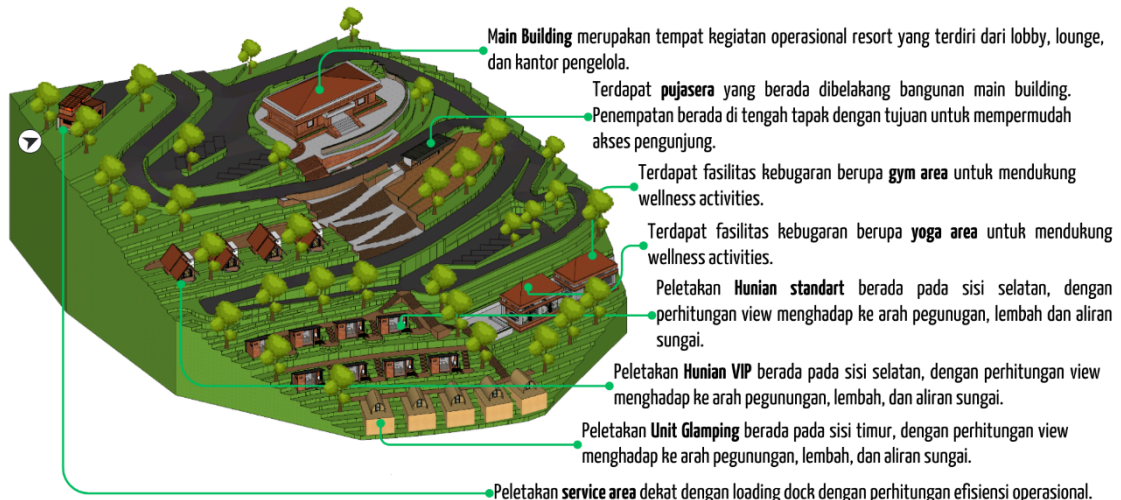 Main Building merupakan tempat kegiatan operasional resort yang terdiri dari lobby, lounge,
dan kantor pengelola.
Terdapat pujasera yang berada dibelakang bangunan main building.
Penempatan berada di tengah tapak dengan tujuan untuk mempermudah
akses pengunjung.
Terdapat fasilitas kebugaran berupa gym area untuk mendukung
wellness activities.
Terdapat fasilitas kebugaran berupa yoga area untuk mendukung
wellness activities.
Peletakan Hunian standart berada pada sisi selatan, dengan
perhitungan view menghadap ke arah pegunugan, lembah dan aliran
sungai.
Peletakan Hunian VIP berada pada sisi selatan, dengan perhitungan view
menghadap ke arah pegunungan, lembah, dan aliran sungai.
Peletakan Unit Glamping berada pada sisi timur, dengan perhitungan view
menghadap ke arah pegunungan, lembah, dan aliran sungai.
Peletakan service area dekat dengan loading dock dengan perhitungan efisiensi operasional.